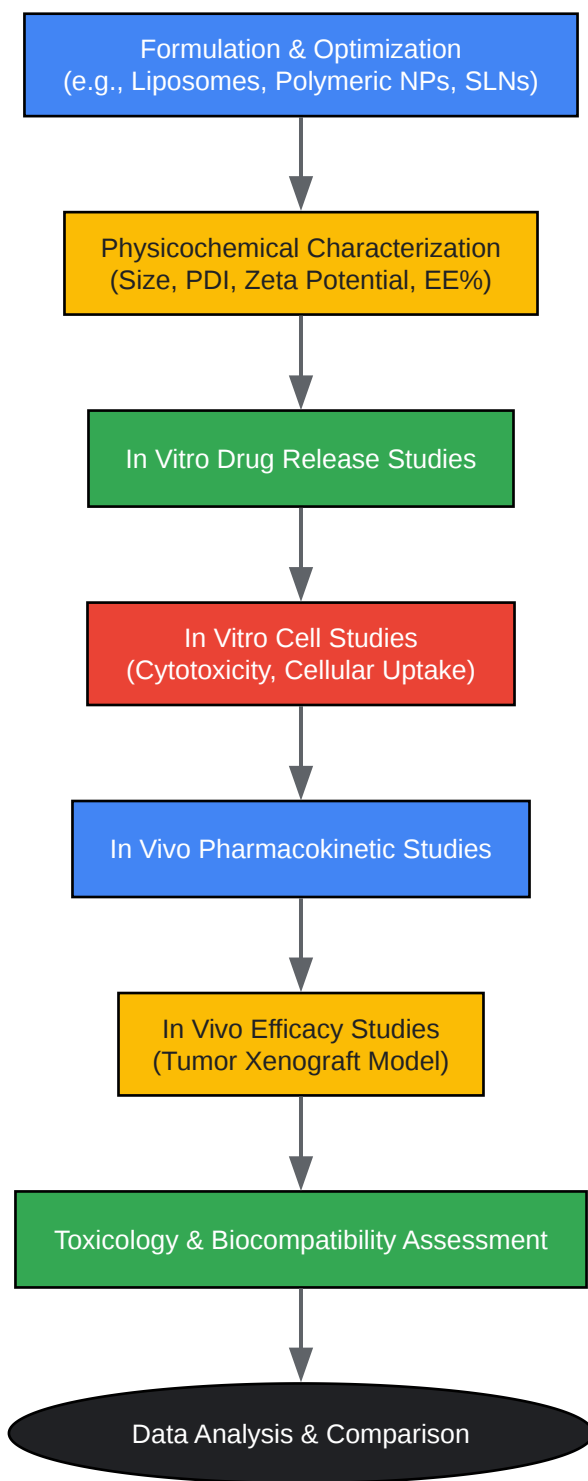 Formulation & Optimization
(e.g., Liposomes, Polymeric NPs, SLNs)
Physicochemical Characterization
(Size, PDI, Zeta Potential, EE%)
In Vitro Drug Release Studies
In Vitro Cell Studies
(Cytotoxicity, Cellular Uptake)
In Vivo Pharmacokinetic Studies
In Vivo Efficacy Studies
(Tumor Xenograft Model)
Toxicology & Biocompatibility Assessment
Data Analysis & Comparison